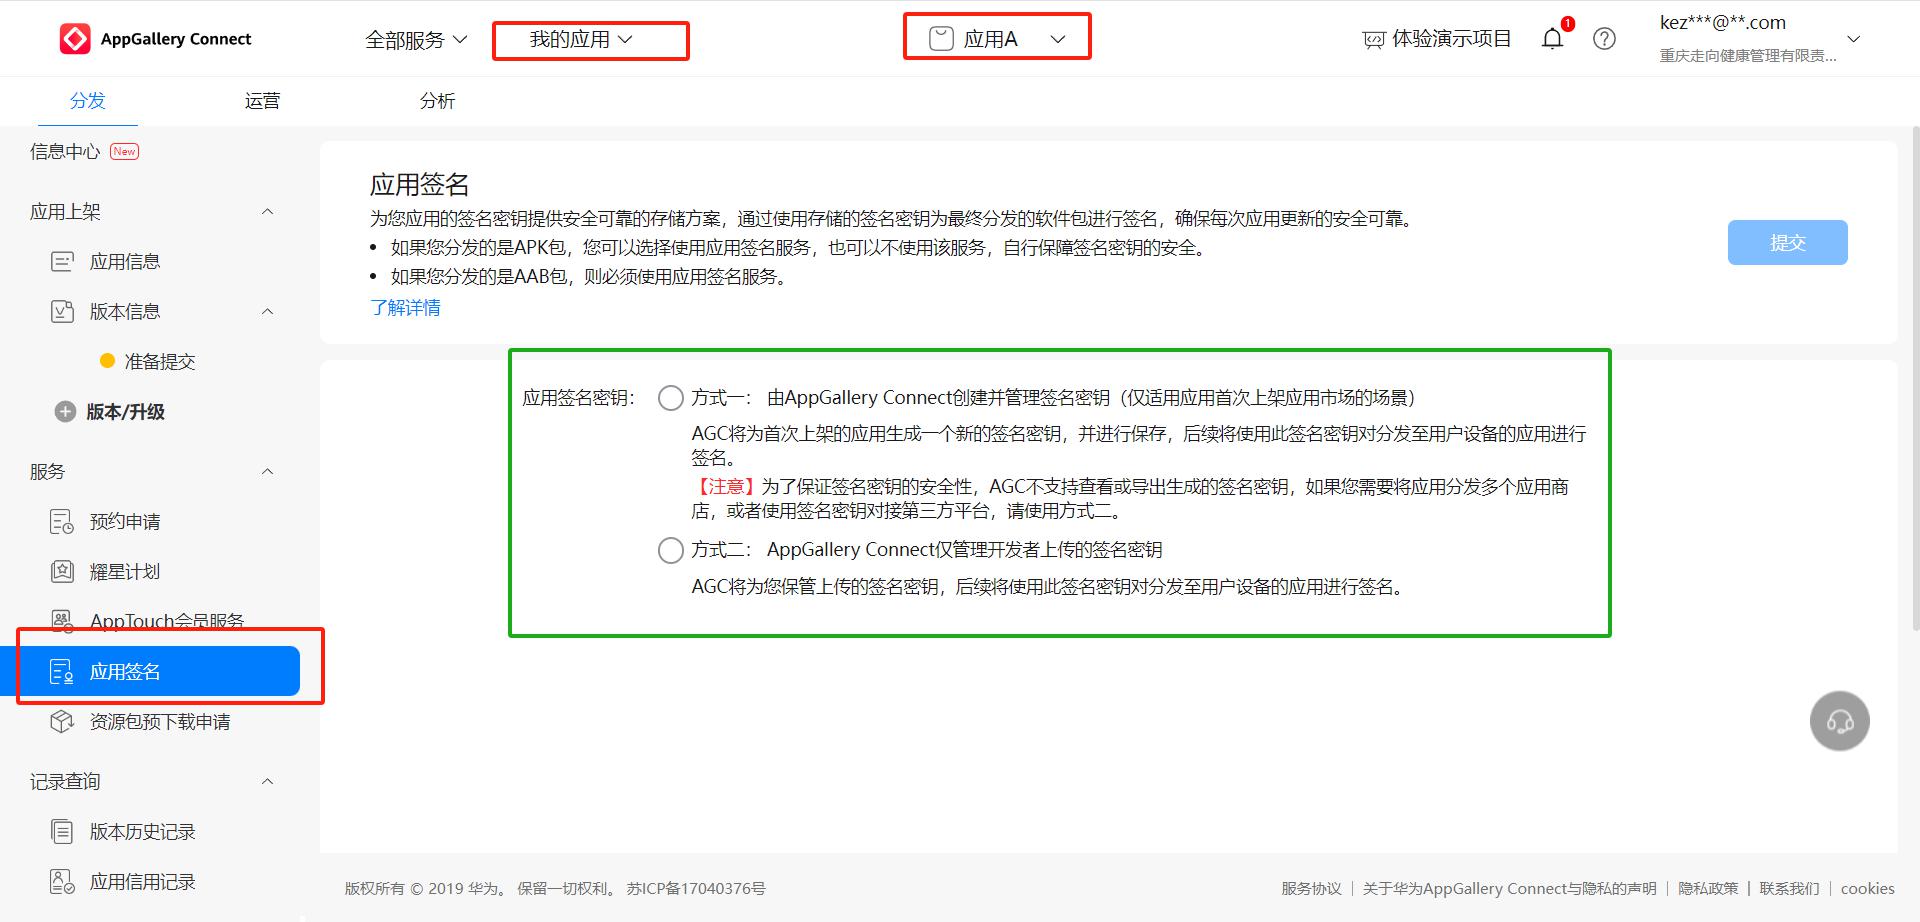 AppGallery Connect
全部服务
我的应用
应用A
体验演示项目
1
kez***@**.com
重庆走向健康管理有限责...
分发
运营
分析
信息中心 New
应用上架
应用信息
版本信息
准备提交
版本/升级
服务
预约申请
耀星计划
AppTouch会员服务
应用签名
资源包预下载申请
记录查询
版本历史记录
应用信用记录
应用签名
为您应用的签名密钥提供安全可靠的存储方案，通过使用存储的签名密钥为最终分发的软件包进行签名，确保每次应用更新的安全可靠。
• 如果您分发的是APK包，您可以选择使用应用签名服务，也可以不使用该服务，自行保障签名密钥的安全。
• 如果您分发的是AAB包，则必须使用应用签名服务。
了解详情
提交
应用签名密钥： 方式一： 由AppGallery Connect创建并管理签名密钥（仅适用应用首次上架应用市场的场景）
AGC将为首次上架的应用生成一个新的签名密钥，并进行保存，后续将使用此签名密钥对分发至用户设备的应用进行
签名。
【注意】为了保证签名密钥的安全性，AGC不支持查看或导出生成的签名密钥，如果您需要将应用分发多个应用商
店，或者使用签名密钥对接第三方平台，请使用方式二。
方式二： AppGallery Connect仅管理开发者上传的签名密钥
AGC将为您保管上传的签名密钥，后续将使用此签名密钥对分发至用户设备的应用进行签名。
版权所有 © 2019 华为。 保留一切权利。 苏ICP备17040376号
服务协议 | 关于华为AppGallery Connect与隐私的声明 | 隐私政策 | 联系我们 | cookies